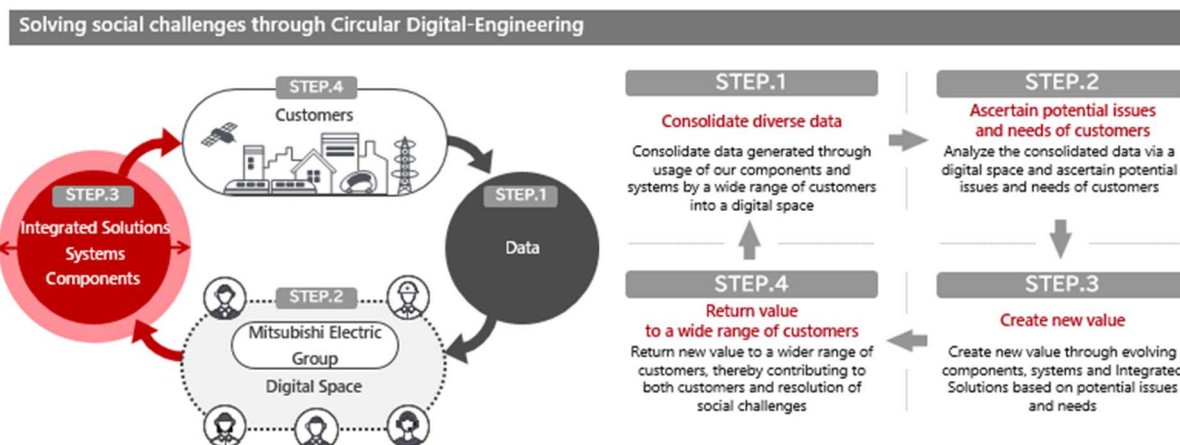 Solving social challenges through Circular Digital-Engineering
STEP.4
Customers
STEP.3
Integrated Solutions
Systems
Components
STEP.1
Data
STEP.2
Mitsubishi Electric
Group
Digital Space
STEP.1
Consolidate diverse data
Consolidate data generated through
usage of our components and
systems by a wide range of customers
into a digital space
STEP.2
Ascertain potential issues
and needs of customers
Analyze the consolidated data via a
digital space and ascertain potential
issues and needs of customers
STEP.4
Return value
to a wide range of customers
Return new value to a wider range of
customers, thereby contributing to
both customers and resolution of
social challenges
STEP.3
Create new value
Create new value through evolving
components, systems and Integrated
Solutions based on potential issues
and needs